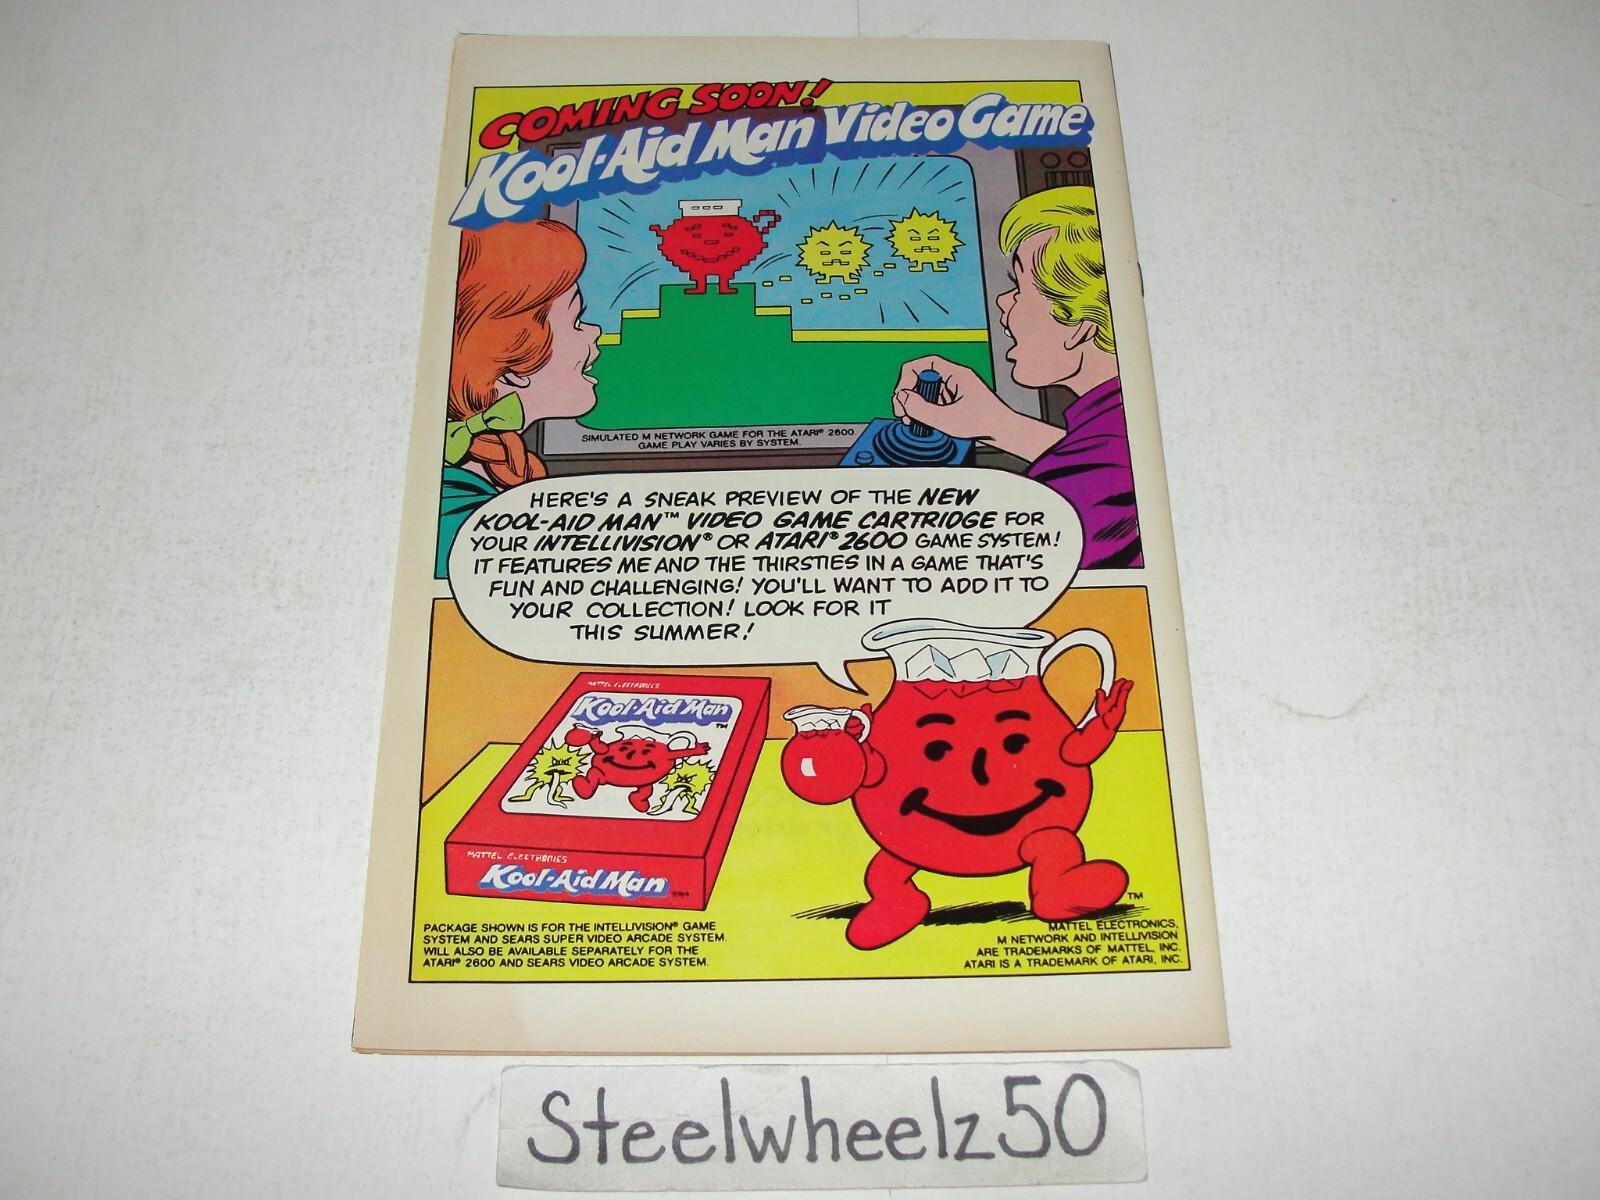 COMING SOON!
Kool-Aid Man™ Video Game
SIMULATED M NETWORK GAME FOR THE ATARI® 2600.
GAME PLAY VARIES BY SYSTEM.
HERE'S A SNEAK PREVIEW OF THE NEW
KOOL-AID MAN™ VIDEO GAME CARTRIDGE FOR
YOUR INTELLIVISION® OR ATARI® 2600 GAME SYSTEM!
IT FEATURES ME AND THE THIRSTIES IN A GAME THAT'S
FUN AND CHALLENGING! YOU'LL WANT TO ADD IT TO
YOUR COLLECTION! LOOK FOR IT
THIS SUMMER!
MATTEL ELECTRONICS
Kool-Aid Man
TM
MATTEL ELECTRONICS
Kool-Aid Man
TM
PACKAGE SHOWN IS FOR THE INTELLIVISION® GAME
SYSTEM AND SEARS SUPER VIDEO ARCADE SYSTEM.
WILL ALSO BE AVAILABLE SEPARATELY FOR THE
ATARI® 2600 AND SEARS VIDEO ARCADE SYSTEM.
MATTEL ELECTRONICS,
M NETWORK AND INTELLIVISION
ARE TRADEMARKS OF MATTEL, INC.
ATARI IS A TRADEMARK OF ATARI, INC.
Steelwheelz50